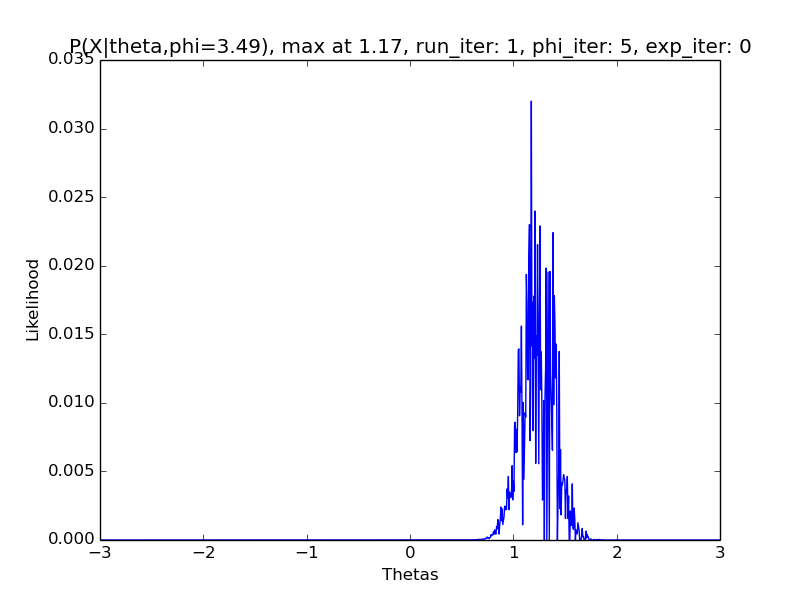 P(X|theta,phi=3.49), max at 1.17, run_iter: 1, phi_iter: 5, exp_iter: 0
0.035
0.030
0.025
0.020
0.015
0.010
0.005
0.000
Likelihood
−3 −2 −1 0 1 2 3
Thetas